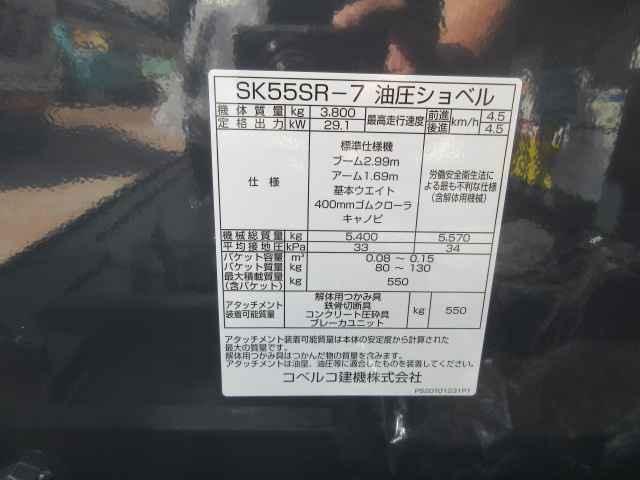 SK55SR-7 油圧ショベル
機体質量 kg 3.800 最高走行速度 前進 km/h 4.5
定格出力 kW 29.1 後進 4.5
仕様
標準仕様機
ブーム2.99m
アーム1.69m
基本ウエイト
400mmゴムクローラ
キャノピ
労働安全衛生法に
よる最も不利な仕様
(含解体用機械)
機械総質量 kg 5.400 5.570
平均接地圧 kPa 33 34
バケット容量 m³ 0.08 ～ 0.15
バケット質量 kg 80 ～ 130
最大積載質量
(含バケット) kg 550
アタッチメント
装着可能質量
解体用つかみ具
鉄骨切断具
コンクリート圧砕具
ブレーカユニット
kg 550
アタッチメント装着可能質量は本体の安定度から計算された
最大の質量です。
解体用つかみ具はつかんだ物の質量を含みます。
アタッチメントは油量、油圧等に適合したものを装着してください。
コベルコ建機株式会社
PS20101231P1